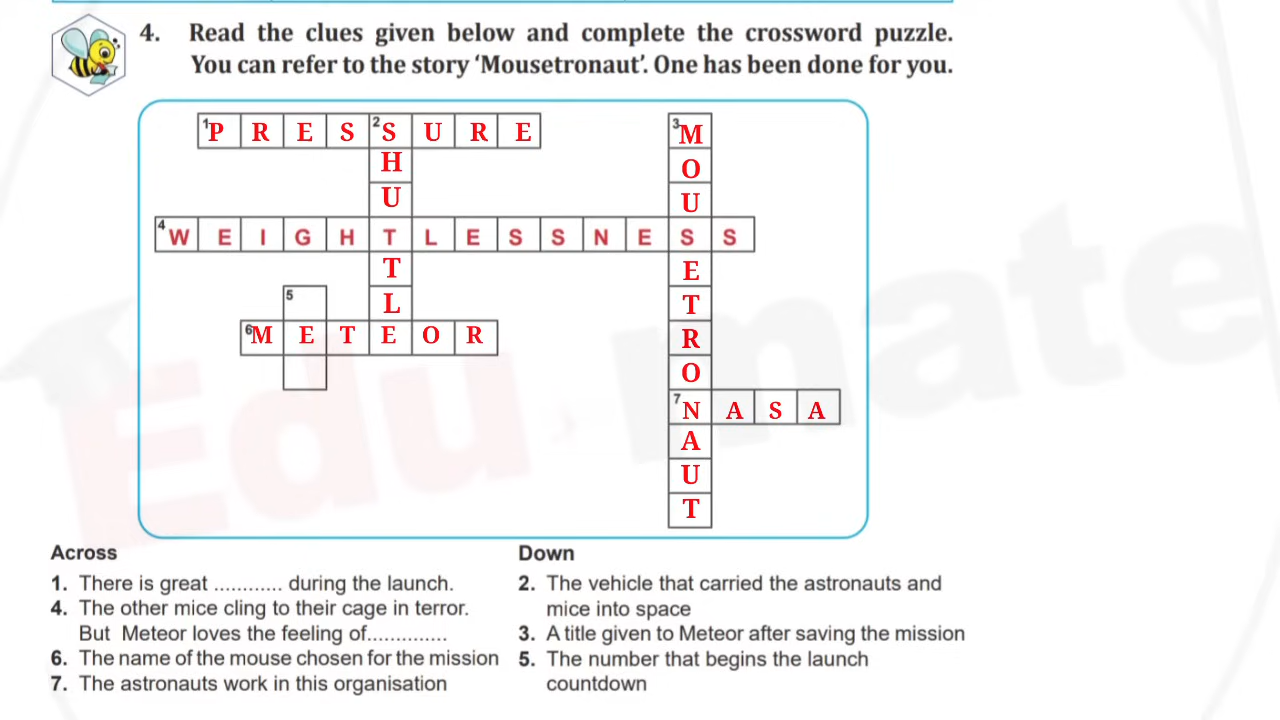 4. Read the clues given below and complete the crossword puzzle.
You can refer to the story ‘Mousetronaut’. One has been done for you.
1 P R E S 2 S U R E
3 M
H
O
U
U
4 W E I G H T L E S S N E S S
T
E
5
L
T
6 M E T E O R
R
O
7 N A S A
A
U
T
Edumate
Across
1. There is great ............ during the launch.
4. The other mice cling to their cage in terror.
But Meteor loves the feeling of..............
6. The name of the mouse chosen for the mission
7. The astronauts work in this organisation
Down
2. The vehicle that carried the astronauts and
mice into space
3. A title given to Meteor after saving the mission
5. The number that begins the launch
countdown